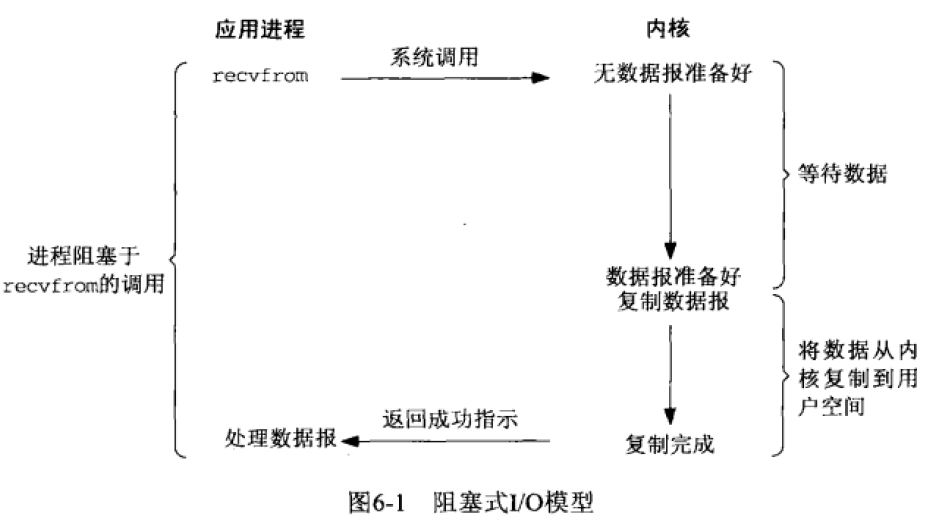 应用进程
内核
recvfrom
系统调用
无数据报准备好
等待数据
进程阻塞于
recvfrom的调用
数据报准备好
复制数据报
将数据从内
核复制到用
户空间
处理数据报
返回成功指示
复制完成
图6-1 阻塞式I/O模型